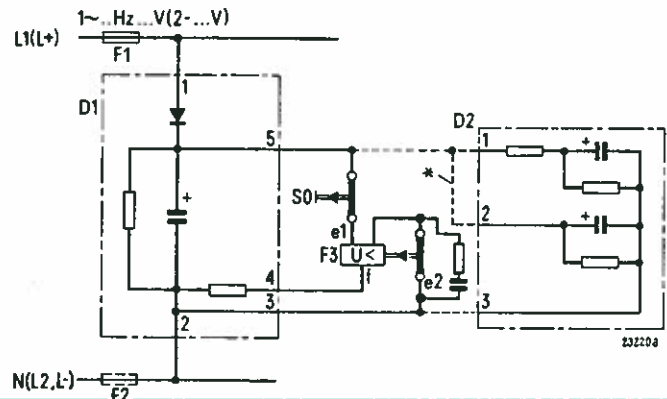 1~..Hz...V(2-...V)
L1(L+)
F1
1
D1
5
D2
1
*
S0
+
+
e1
2
F3
U<
+
4
f
e2
3
3
2
23220a
N(L2,L-)
F2